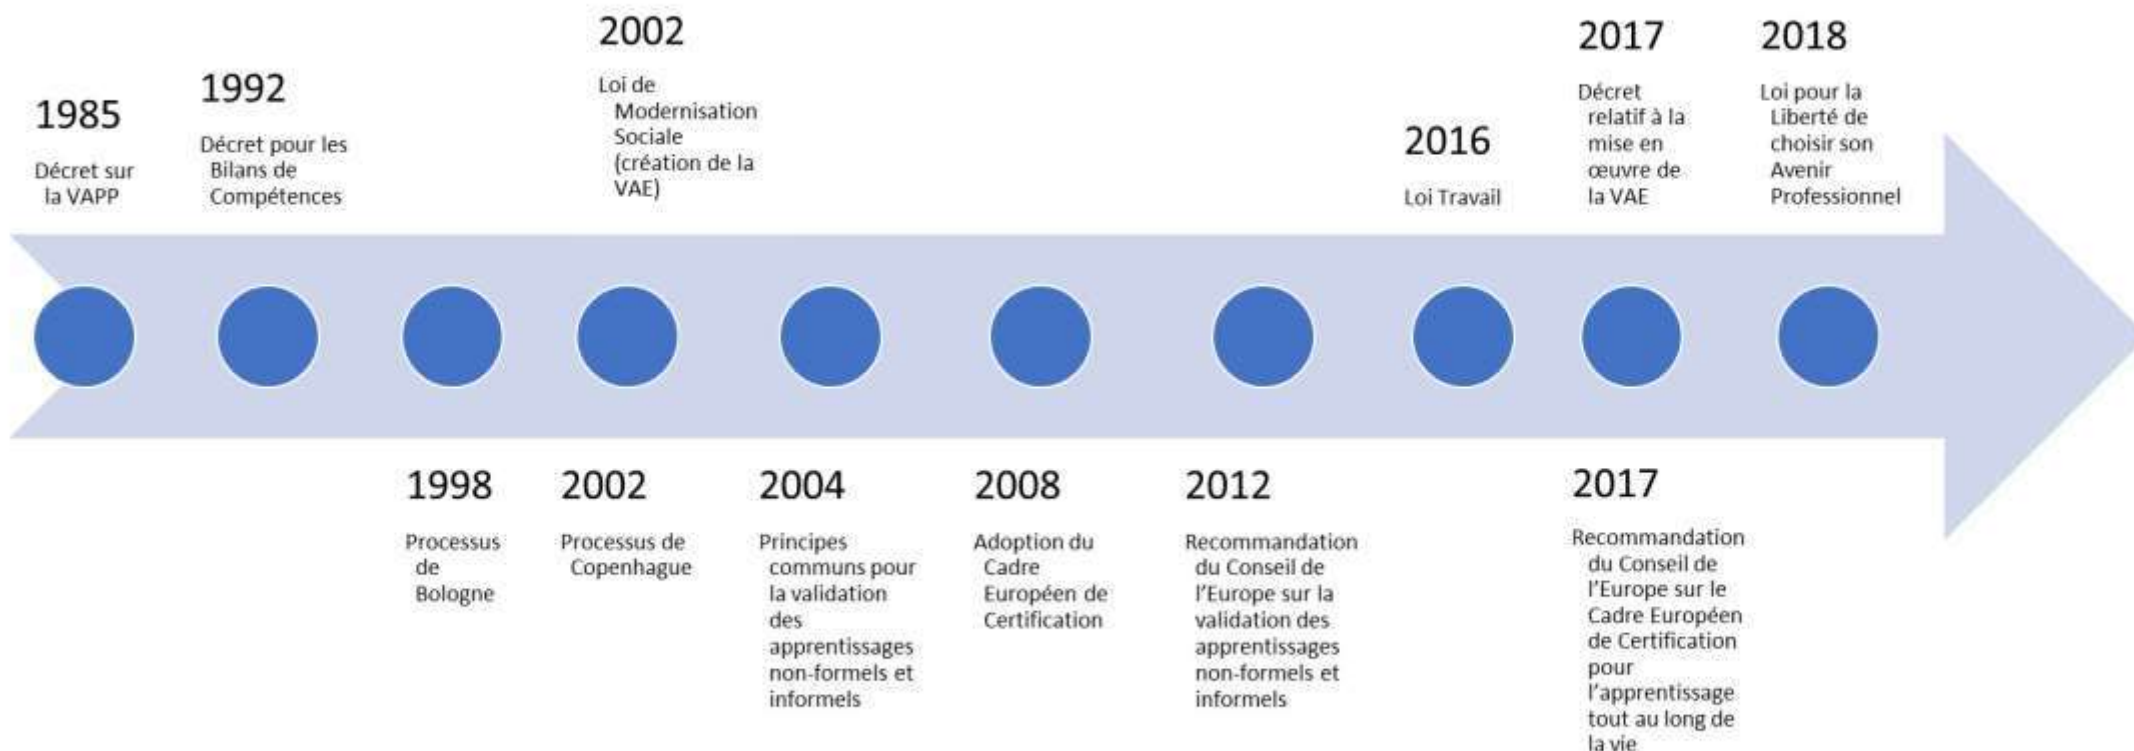 1985
Décret sur
la VAPP
1992
Décret pour les
Bilans de
Compétences
2002
Loi de
Modernisation
Sociale
(création de la
VAE)
2016
Loi Travail
2017
Décret
relatif à la
mise en
œuvre de
la VAE
2018
Loi pour la
Liberté de
choisir son
Avenir
Professionnel
1998
Processus
de
Bologne
2002
Processus de
Copenhague
2004
Principes
communs pour
la validation
des
apprentissages
non-formels et
informels
2008
Adoption du
Cadre
Européen de
Certification
2012
Recommandation
du Conseil de
l'Europe sur la
validation des
apprentissages
non-formels et
informels
2017
Recommandation
du Conseil de
l'Europe sur le
Cadre Européen
de Certification
pour
l'apprentissage
tout au long de
la vie